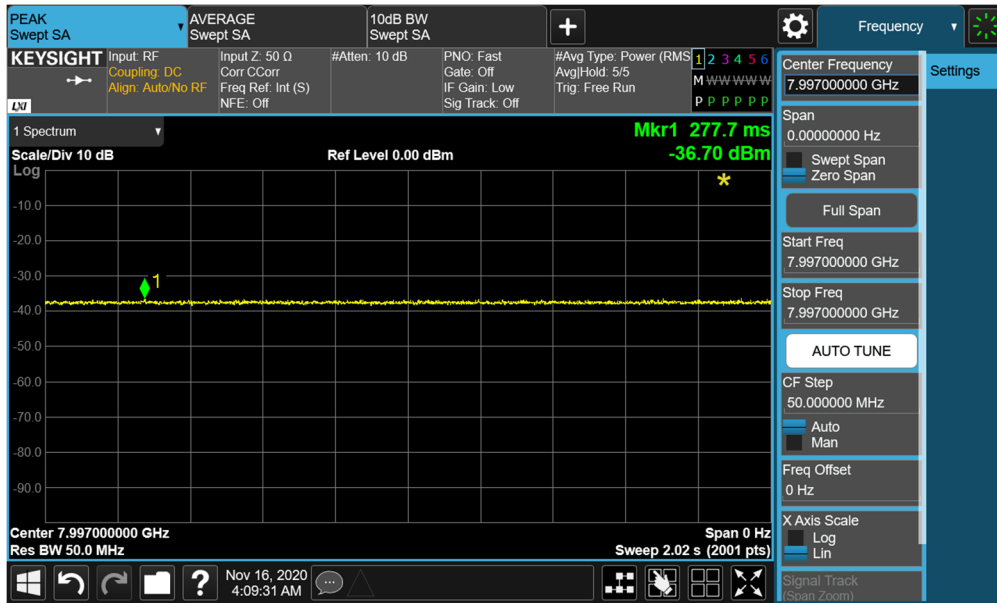 PEAK
Swept SA
AVERAGE
Swept SA
10dB BW
Swept SA
Frequency
KEYSIGHT
LXI
Input: RF
Coupling: DC
Align: Auto/No RF
Input Z: 50 Ω
Corr CCorr
Freq Ref: Int (S)
NFE: Off
#Atten: 10 dB
PNO: Fast
Gate: Off
IF Gain: Low
Sig Track: Off
#Avg Type: Power (RMS
Avg|Hold: 5/5
Trig: Free Run
1 2 3 4 5 6
M W W W W W
P P P P P P
1 Spectrum
Scale/Div 10 dB
Ref Level 0.00 dBm
Mkr1 277.7 ms
-36.70 dBm
Log
*
-10.0
-20.0
-30.0
1
-40.0
-50.0
-60.0
-70.0
-80.0
-90.0
Center 7.997000000 GHz
Res BW 50.0 MHz
Span 0 Hz
Sweep 2.02 s (2001 pts)
Nov 16, 2020
4:09:31 AM
Center Frequency
7.997000000 GHz
Span
0.00000000 Hz
Swept Span
Zero Span
Full Span
Start Freq
7.997000000 GHz
Stop Freq
7.997000000 GHz
AUTO TUNE
CF Step
50.000000 MHz
Auto
Man
Freq Offset
0 Hz
X Axis Scale
Log
Lin
Signal Track
(Span Zoom)
Settings